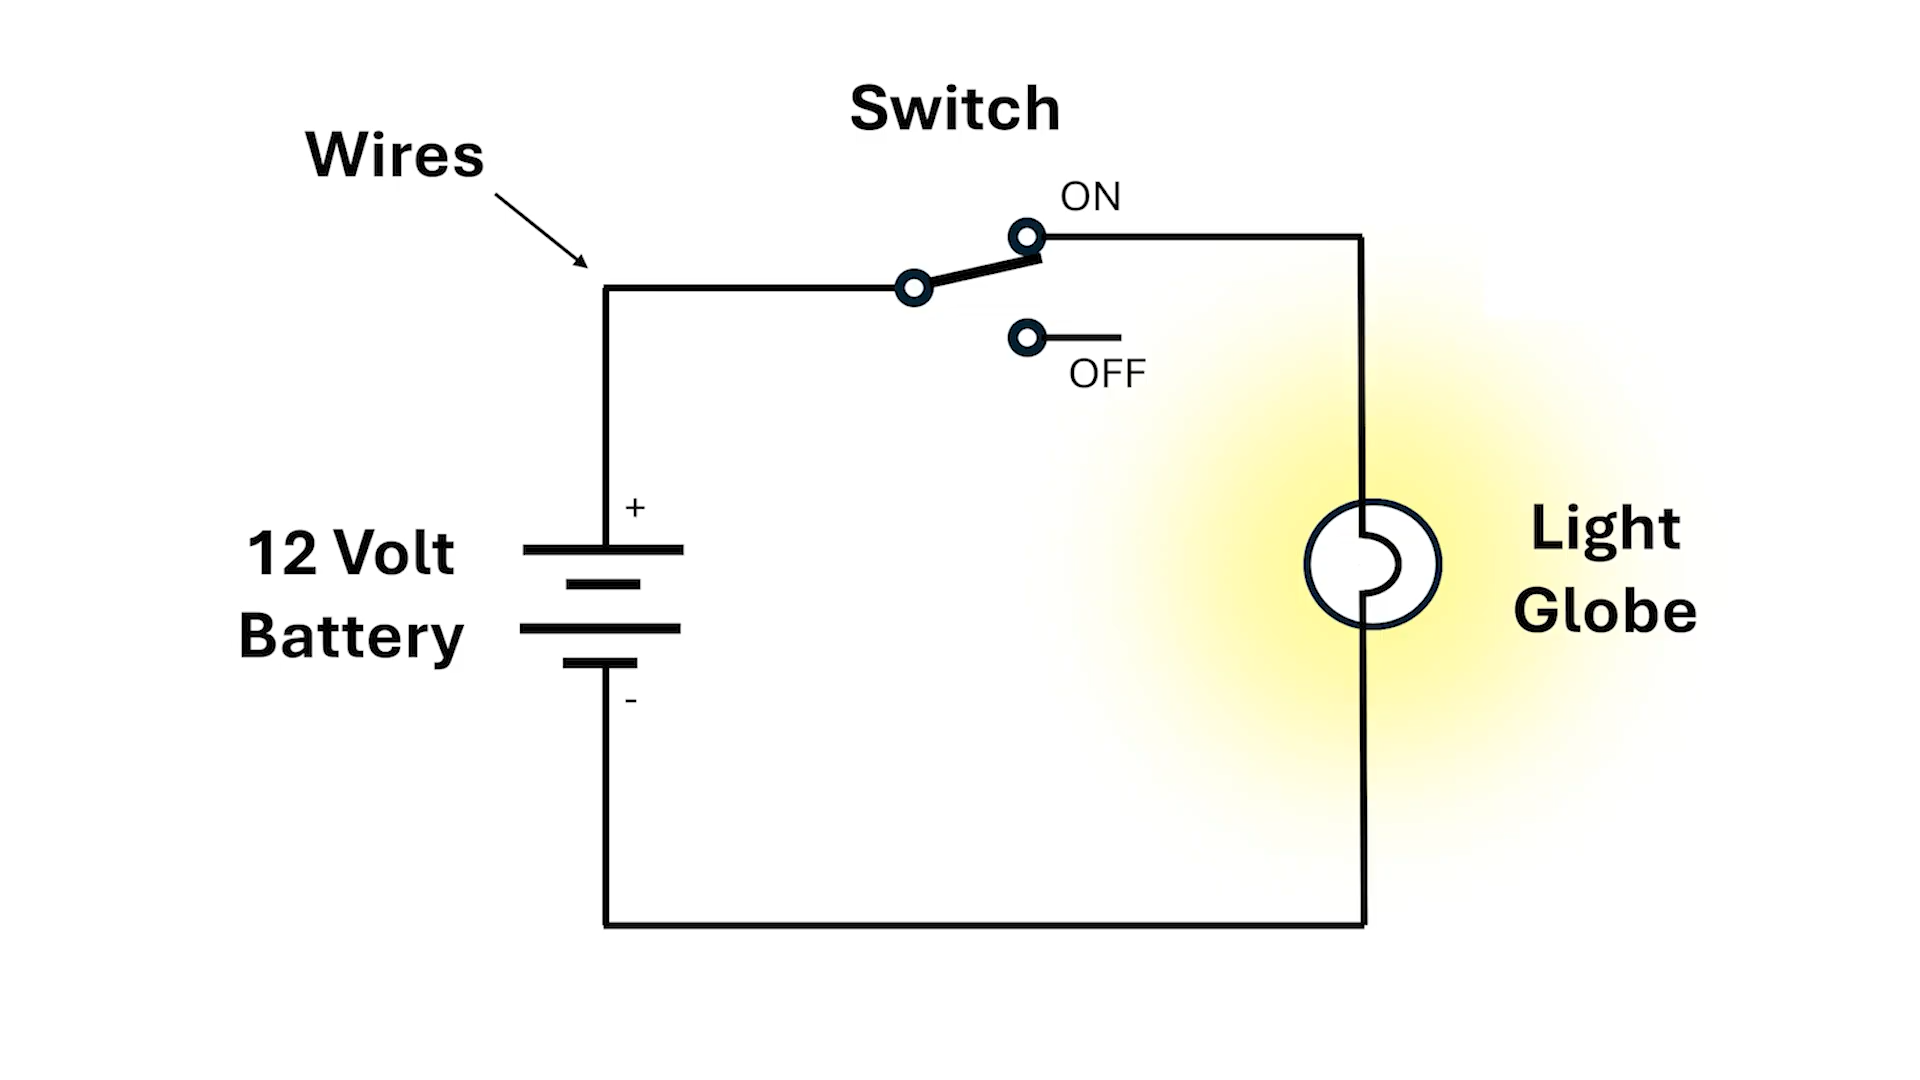 Switch
Wires
ON
OFF
+
12 Volt
Battery
-
Light
Globe